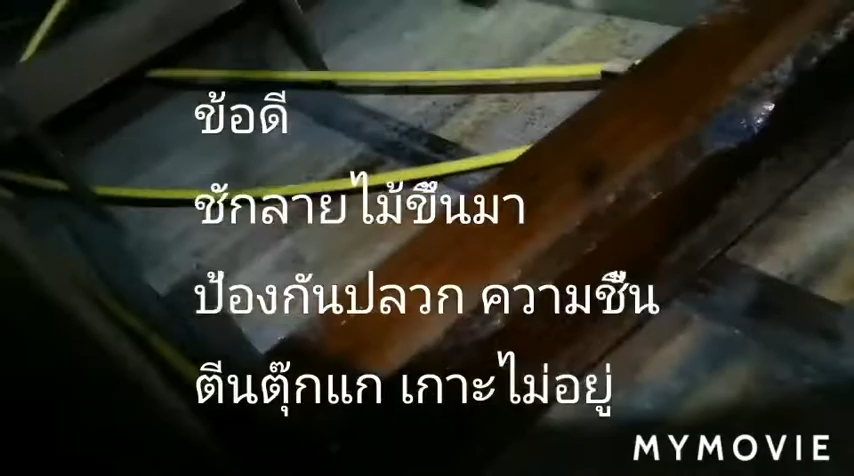 ข้อดี
ชักลายไม้ขึ้นมา
ป้องกันปลวก ความชื้น
ตีนตุ๊กแก เกาะไม่อยู่
MYMOVIE